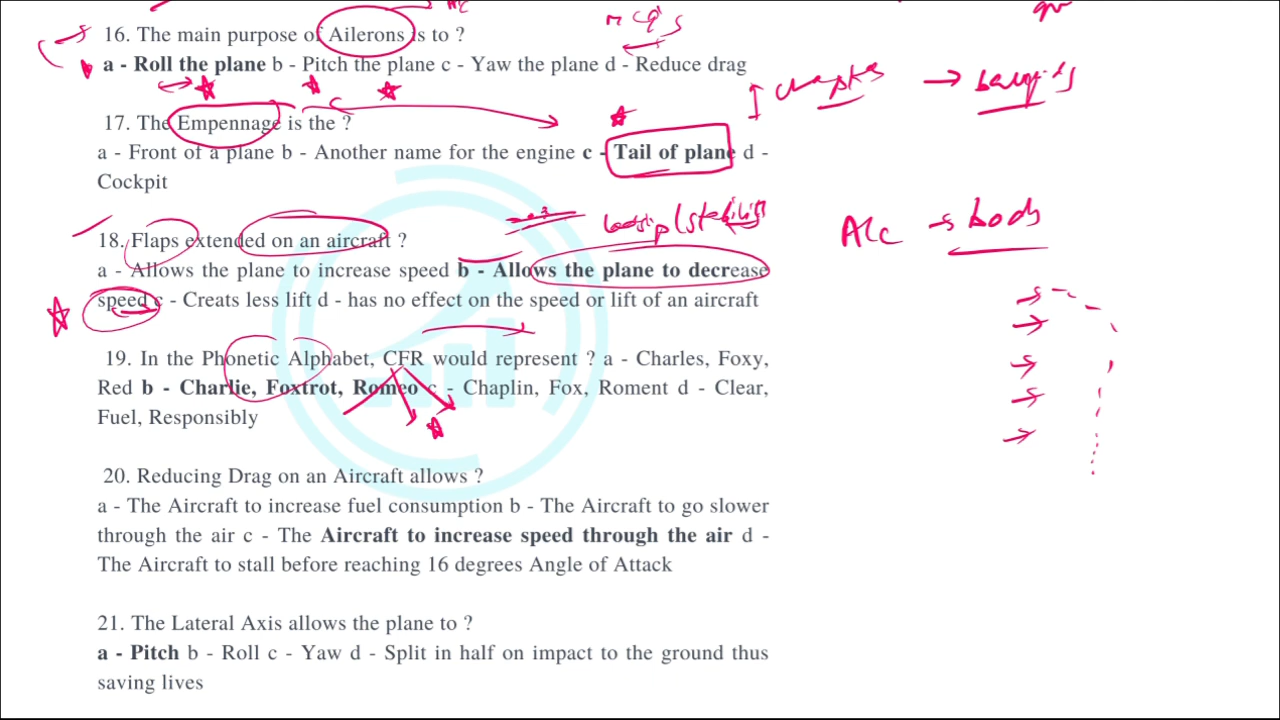 Alc
mcq's
16. The main purpose of Ailerons is to ?
a - Roll the plane b - Pitch the plane c - Yaw the plane d - Reduce drag
chapters
17. The Empennage is the ?
a - Front of a plane b - Another name for the engine c - Tail of plane d -
Cockpit
18. Flaps extended on an aircraft ?
Alc → body
a - Allows the plane to increase speed b - Allows the plane to decrease
speed c - Creats less lift d - has no effect on the speed or lift of an aircraft
19. In the Phonetic Alphabet, CFR would represent ? a - Charles, Foxy,
Red b - Charlie, Foxtrot, Romeo c - Chaplin, Fox, Roment d - Clear,
Fuel, Responsibly
20. Reducing Drag on an Aircraft allows ?
a - The Aircraft to increase fuel consumption b - The Aircraft to go slower
through the air c - The Aircraft to increase speed through the air d -
The Aircraft to stall before reaching 16 degrees Angle of Attack
21. The Lateral Axis allows the plane to ?
a - Pitch b - Roll c - Yaw d - Split in half on impact to the ground thus
saving lives